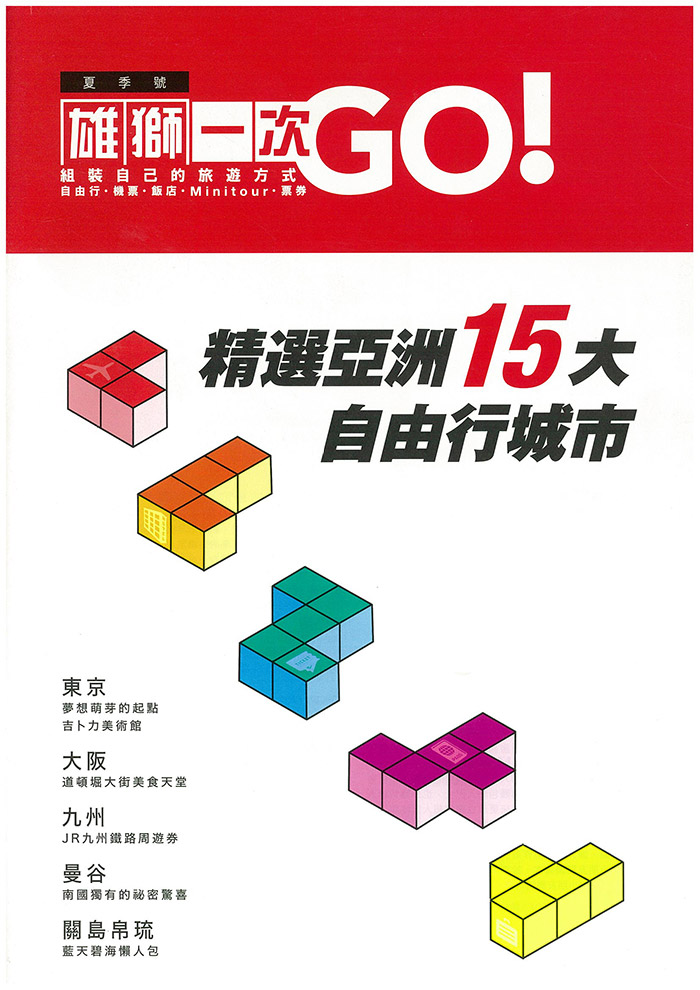 夏季號
雄獅一次GO!
組裝自己的旅遊方式
自由行·機票·飯店·Minitour·票券
精選亞洲15大
自由行城市
東京
夢想萌芽的起點
吉卜力美術館
大阪
道頓堀大街美食天堂
九州
JR九州鐵路周遊券
曼谷
南國獨有的祕密驚喜
關島帛琉
藍天碧海懶人包